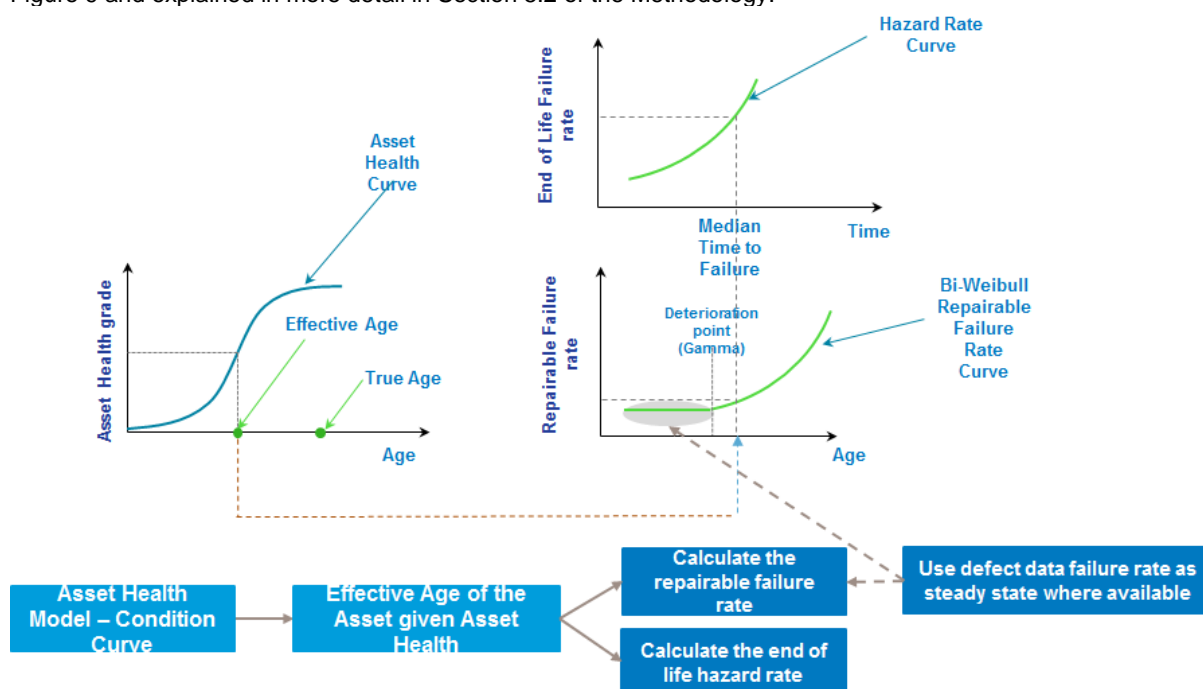 and explained in more detail in Section of the Methodology.
Hazard Rate
Curve
End of Life Failure
rate
Time
Asset
Health
Curve
Asset Health grade
Effective Age
True Age
Age
Median
Time to
Failure
Repairable Failure
rate
Deterioration
point
(Gamma)
Bi-Weibull
Repairable
Failure
Rate
Curve
Age
Asset Health
Model – Condition
Curve
Effective Age of the
Asset given Asset
Health
Calculate the
repairable failure
rate
Calculate the end of
life hazard rate
Use defect data failure rate as
steady state where available